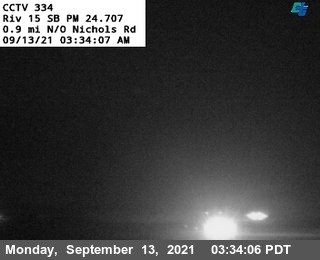 CCTV 334
Riv 15 SB PM 24.707
0.9 mi N/O Nichols Rd
09/13/21 03:34:07 AM
Monday, September 13, 2021 03:34:06 PDT